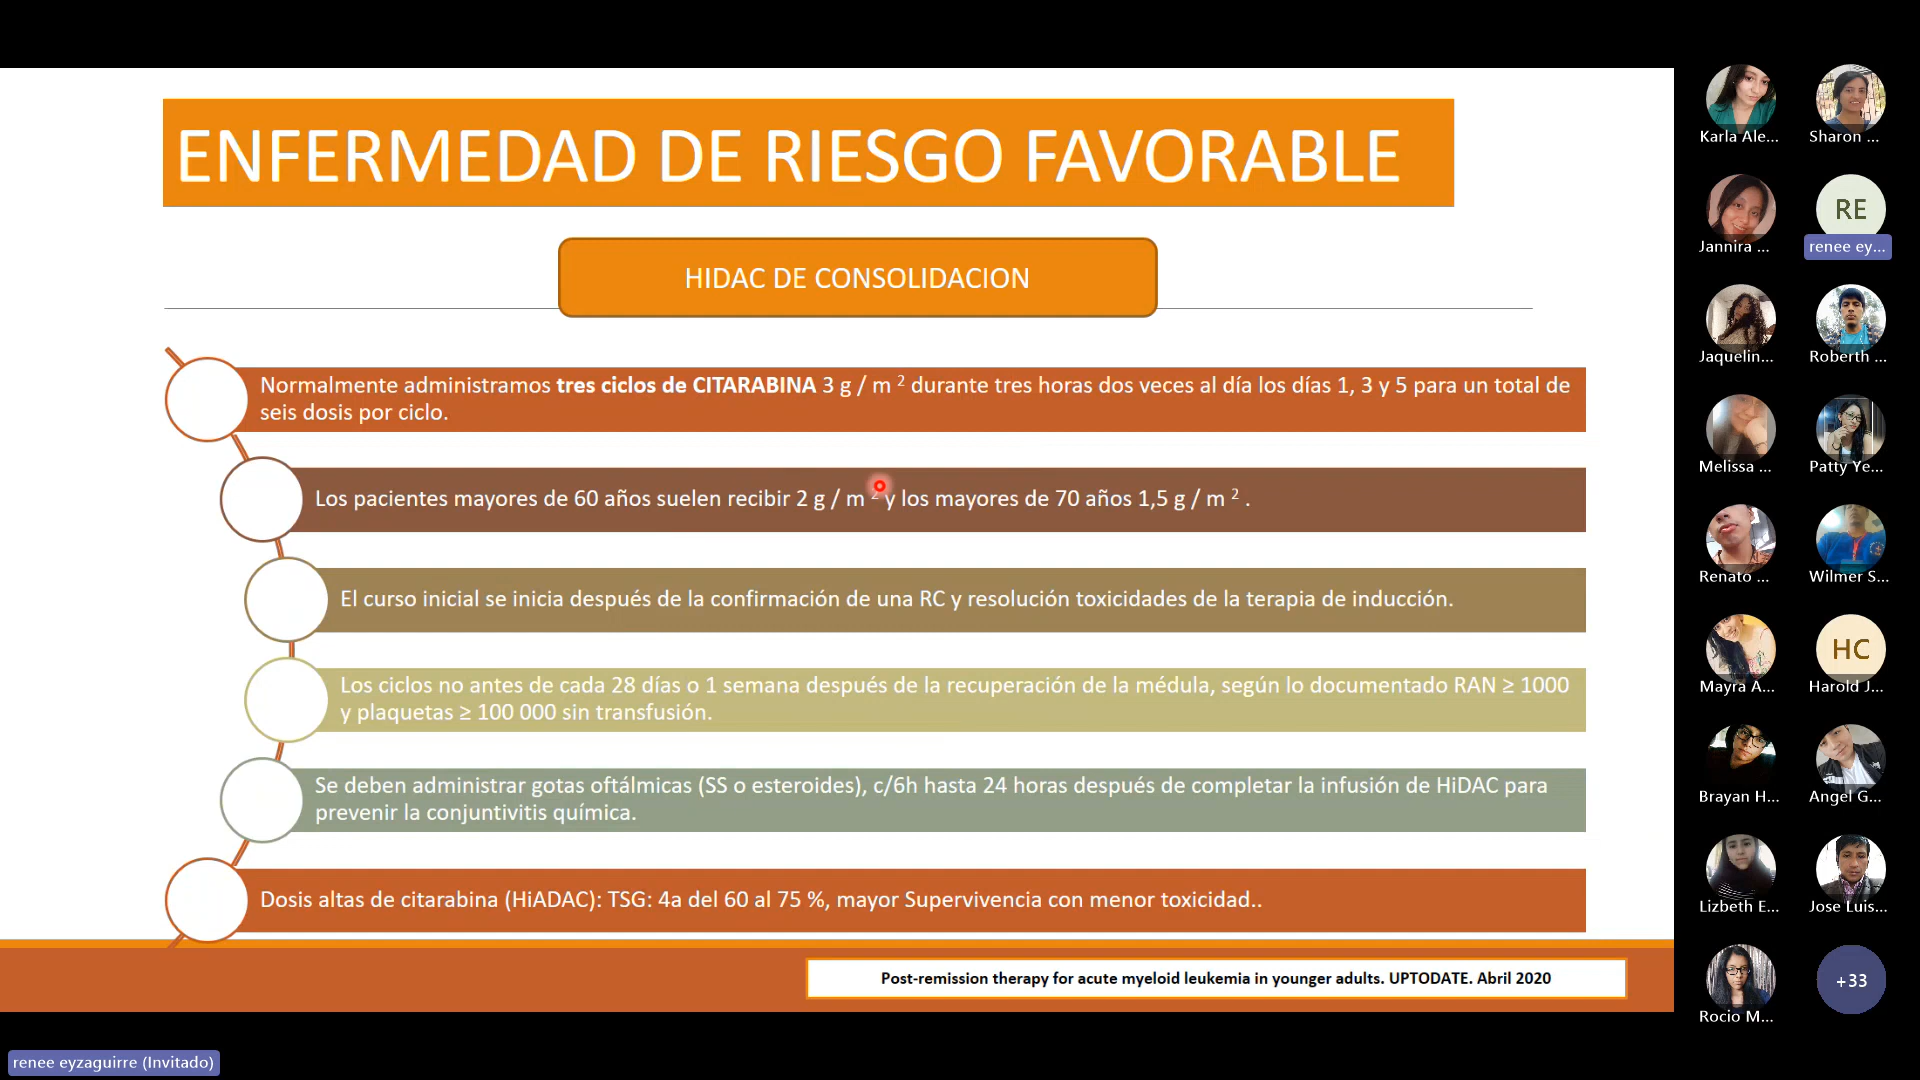 ENFERMEDAD DE RIESGO FAVORABLE
HIDAC DE CONSOLIDACION
Normalmente administramos tres ciclos de CITARABINA 3 g / m ² durante tres horas dos veces al día los días 1, 3 y 5 para un total de
seis dosis por ciclo.
Los pacientes mayores de 60 años suelen recibir 2 g / m ² y los mayores de 70 años 1,5 g / m ² .
El curso inicial se inicia después de la confirmación de una RC y resolución toxicidades de la terapia de inducción.
Los ciclos no antes de cada 28 días o 1 semana después de la recuperación de la médula, según lo documentado RAN ≥ 1000
y plaquetas ≥ 100 000 sin transfusión.
Se deben administrar gotas oftálmicas (SS o esteroides), c/6h hasta 24 horas después de completar la infusión de HiDAC para
prevenir la conjuntivitis química.
Dosis altas de citarabina (HiADAC): TSG: 4a del 60 al 75 %, mayor Supervivencia con menor toxicidad..
Post-remission therapy for acute myeloid leukemia in younger adults. UPTODATE. Abril 2020
renee eyzaguirre (Invitado)
Karla Ale...
Sharon ...
Jannira ...
RE
renee ey...
Jaquelin...
Roberth ...
Melissa ...
Patty Ye...
Renato ...
Wilmer S...
Mayra A...
HC
Harold J...
Brayan H...
Angel G...
Lizbeth E...
Jose Luis...
Rocio M...
+33